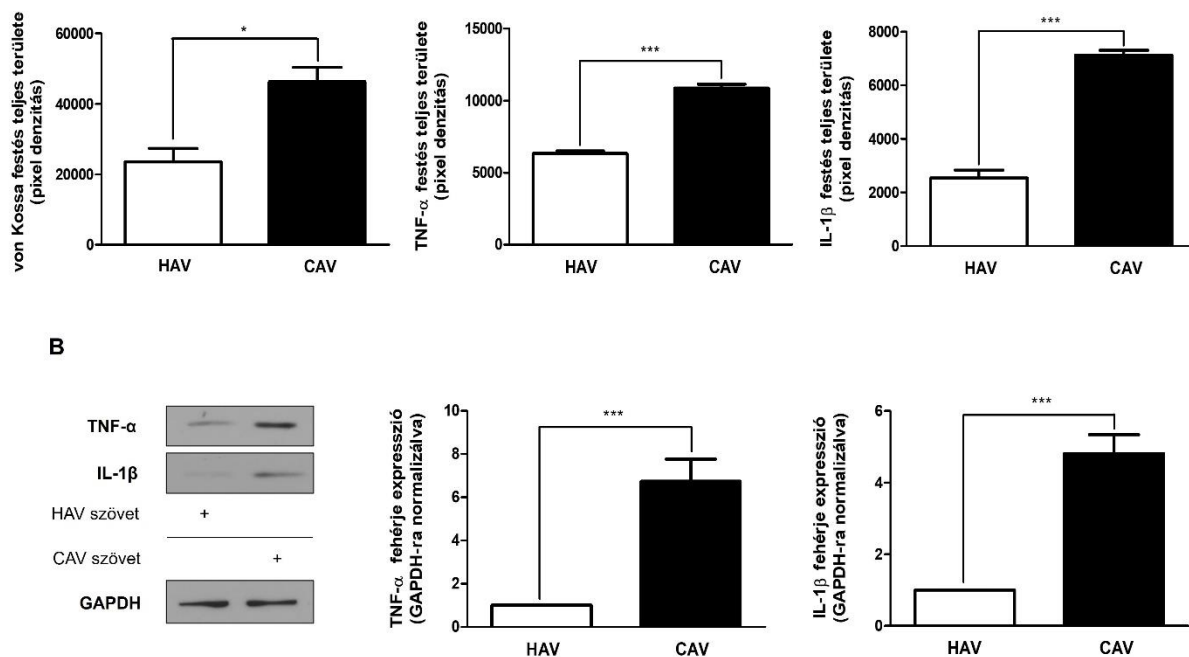 von Kossa festés teljes területe
(pixel denzitás)
60000
40000
20000
0
*
HAV
CAV
TNF-α festés teljes területe
(pixel denzitás)
15000
10000
5000
0
***
HAV
CAV
IL-1β festés teljes területe
(pixel denzitás)
8000
6000
4000
2000
0
***
HAV
CAV
B
TNF-α
IL-1β
HAV szövet +
CAV szövet +
GAPDH
TNF-α fehérje expresszió
(GAPDH-ra normalizálva)
10
8
6
4
2
0
***
HAV
CAV
IL-1β fehérje expresszió
(GAPDH-ra normalizálva)
6
4
2
0
***
HAV
CAV